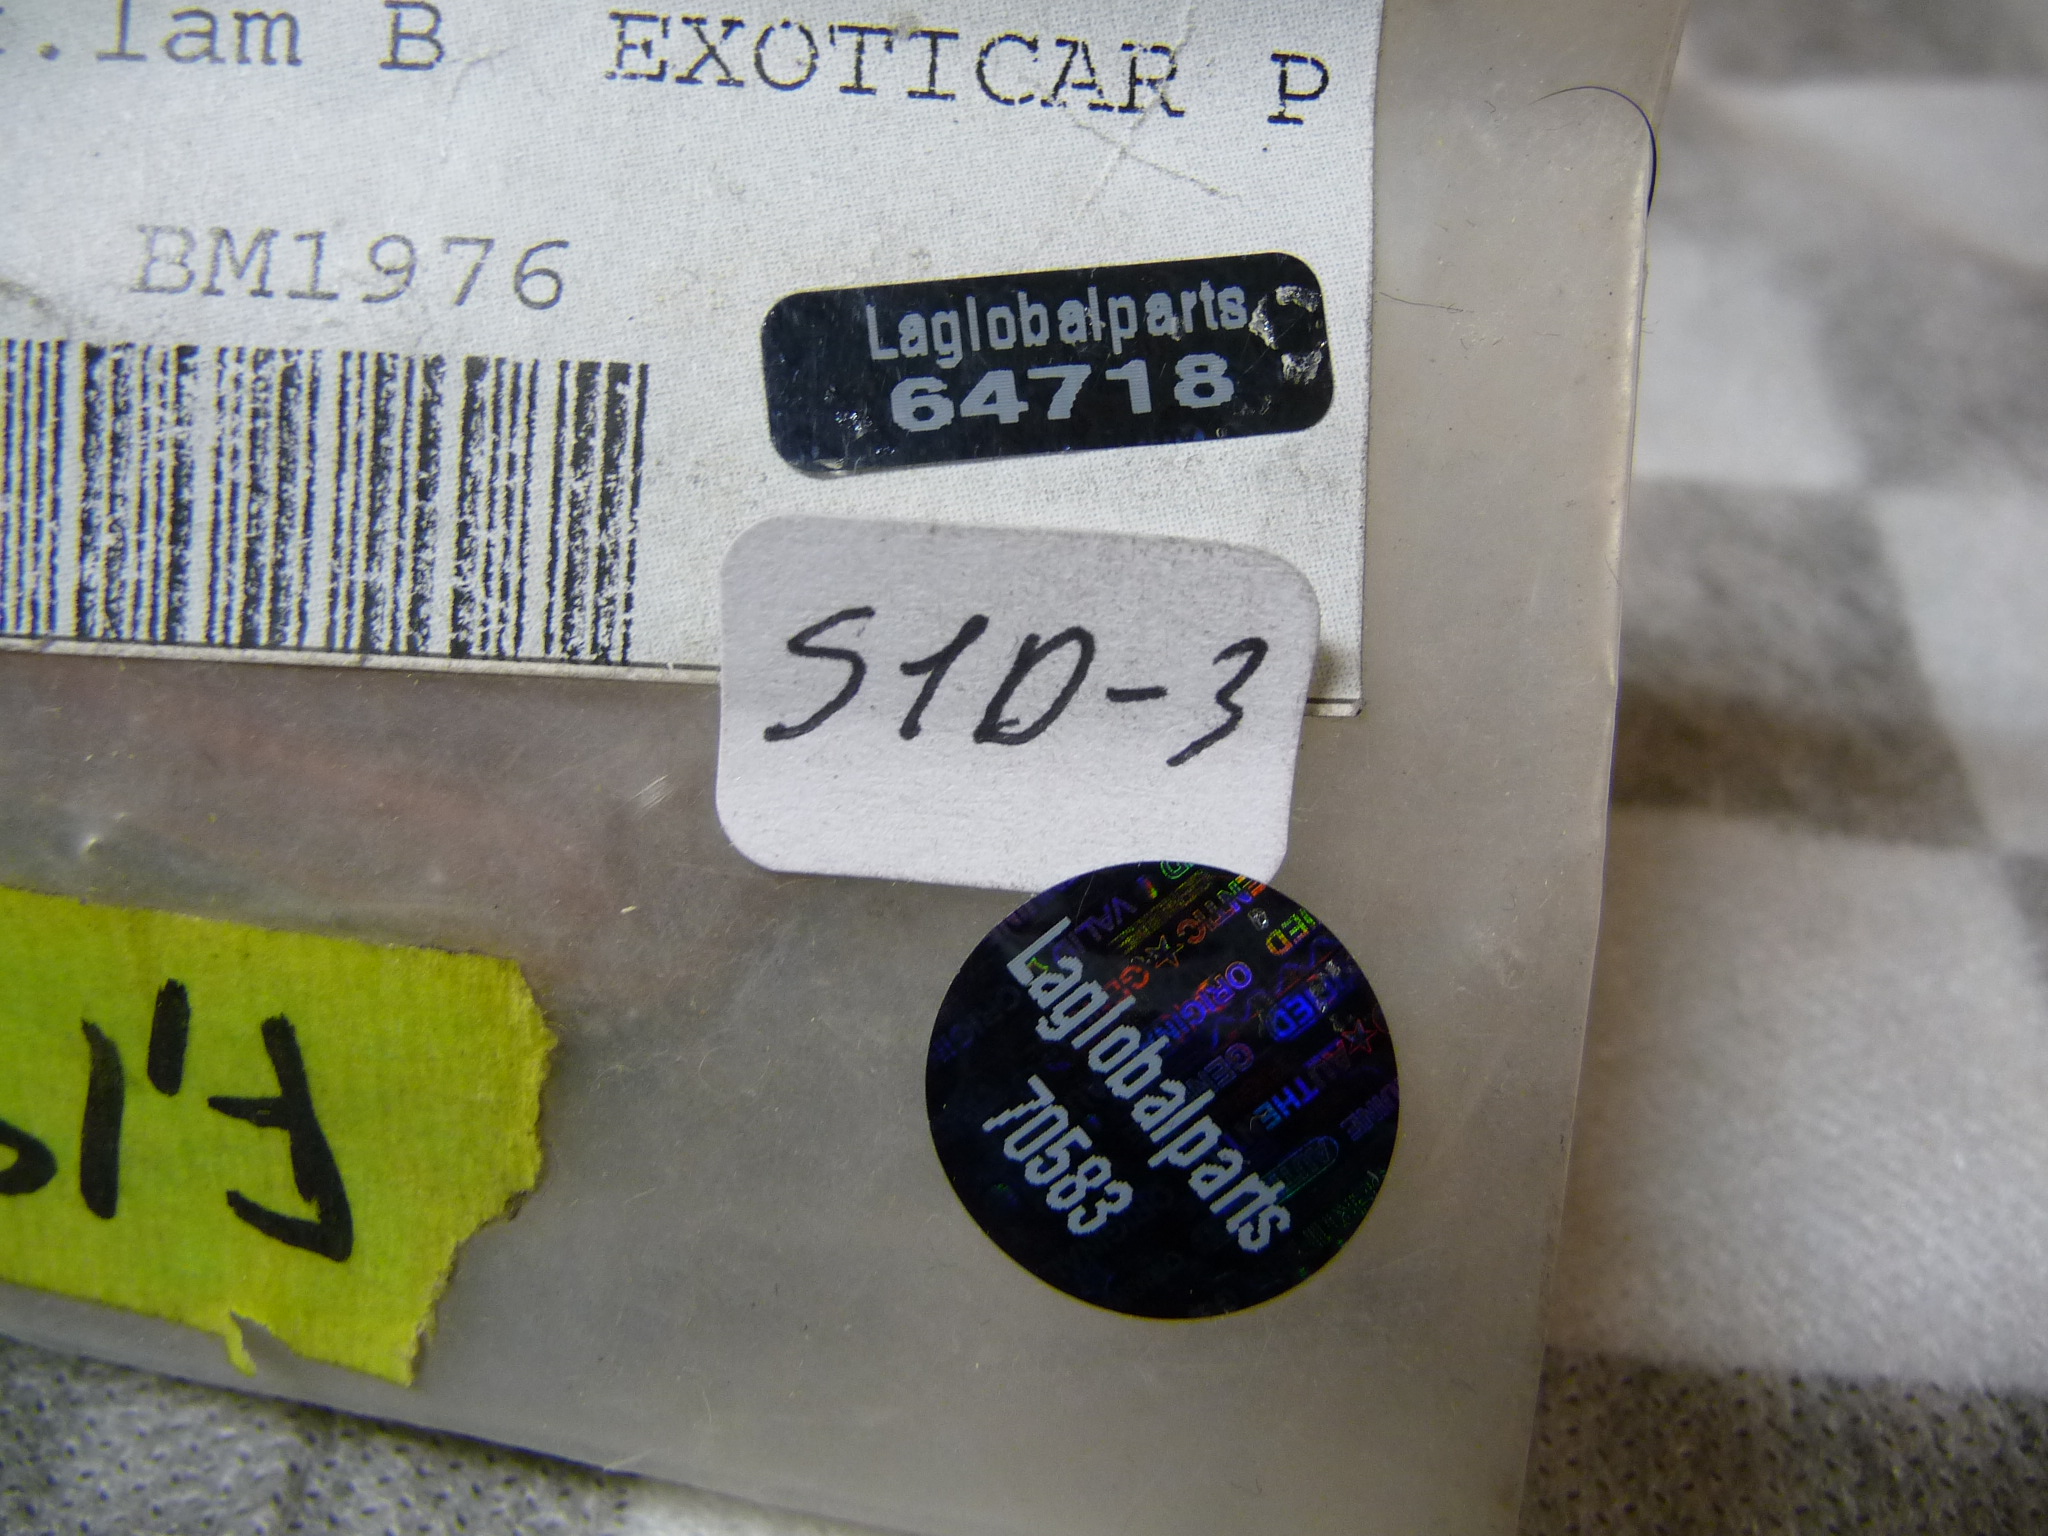 .lam B EXOTICAR P
BM1976
Laglobalparts
64718
S1D-3
Laglobalparts
70583